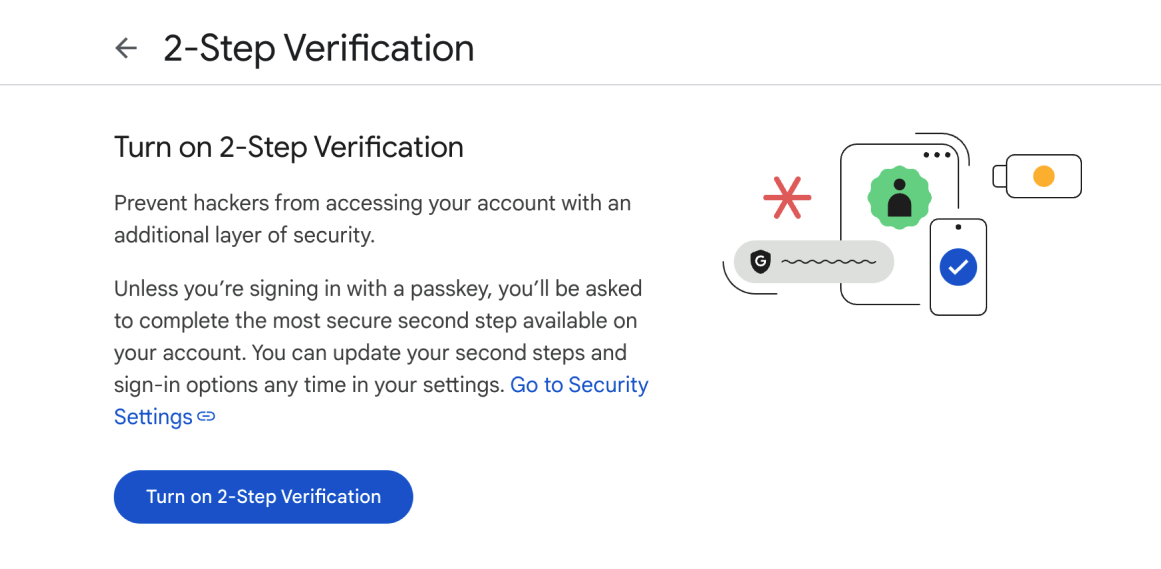 2-Step Verification
Turn on 2-Step Verification
Prevent hackers from accessing your account with an
additional layer of security.
Unless you’re signing in with a passkey, you’ll be asked
to complete the most secure second step available on
your account. You can update your second steps and
sign-in options any time in your settings. Go to Security
Settings
G
Turn on 2-Step Verification